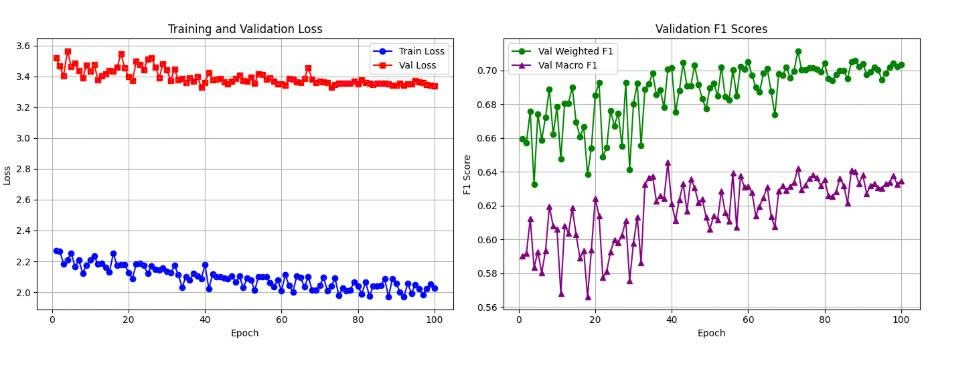 Training and Validation Loss
3.6
3.4
3.2
3.0
2.8
2.6
2.4
2.2
2.0
Loss
0 20 40 60 80 100
Epoch
Train Loss
Val Loss
Validation F1 Scores
Val Weighted F1
Val Macro F1
0.70
0.68
0.66
0.64
0.62
0.60
0.58
0.56
F1 Score
0 20 40 60 80 100
Epoch